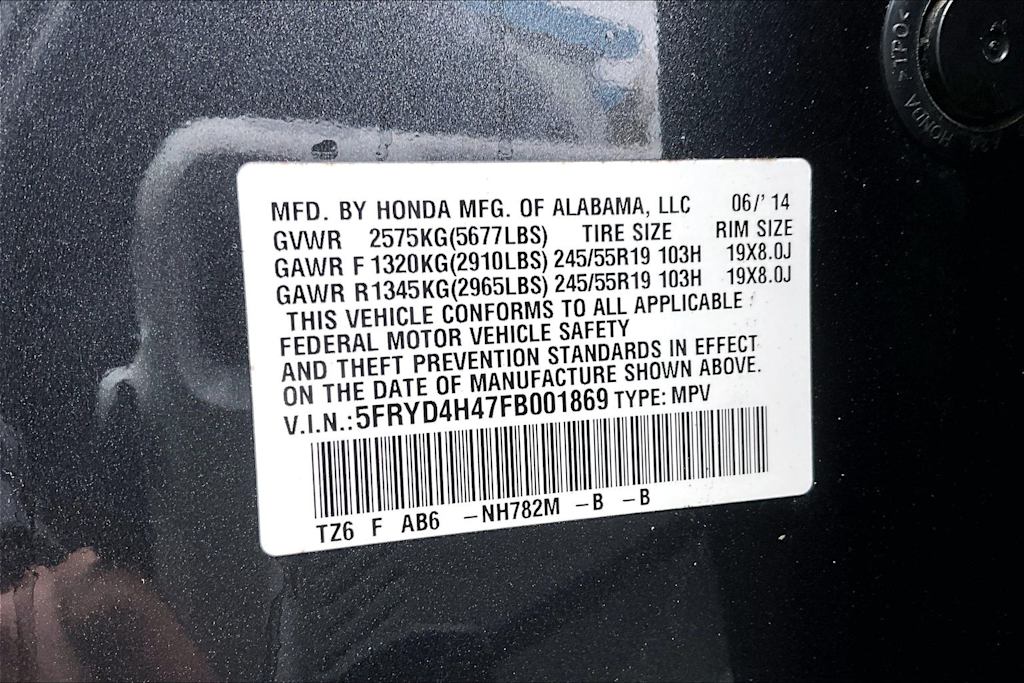 >TPO<
HONDA
MFD. BY HONDA MFG. OF ALABAMA, LLC 06/' 14
GVWR 2575KG(5677LBS) TIRE SIZE RIM SIZE
GAWR F 1320KG(2910LBS) 245/55R19 103H 19X8.0J
GAWR R 1345KG(2965LBS) 245/55R19 103H 19X8.0J
THIS VEHICLE CONFORMS TO ALL APPLICABLE
FEDERAL MOTOR VEHICLE SAFETY
AND THEFT PREVENTION STANDARDS IN EFFECT
ON THE DATE OF MANUFACTURE SHOWN ABOVE.
V.I.N.:5FRYD4H47FB001869 TYPE: MPV
TZ6 F AB6 -NH782M -B -B